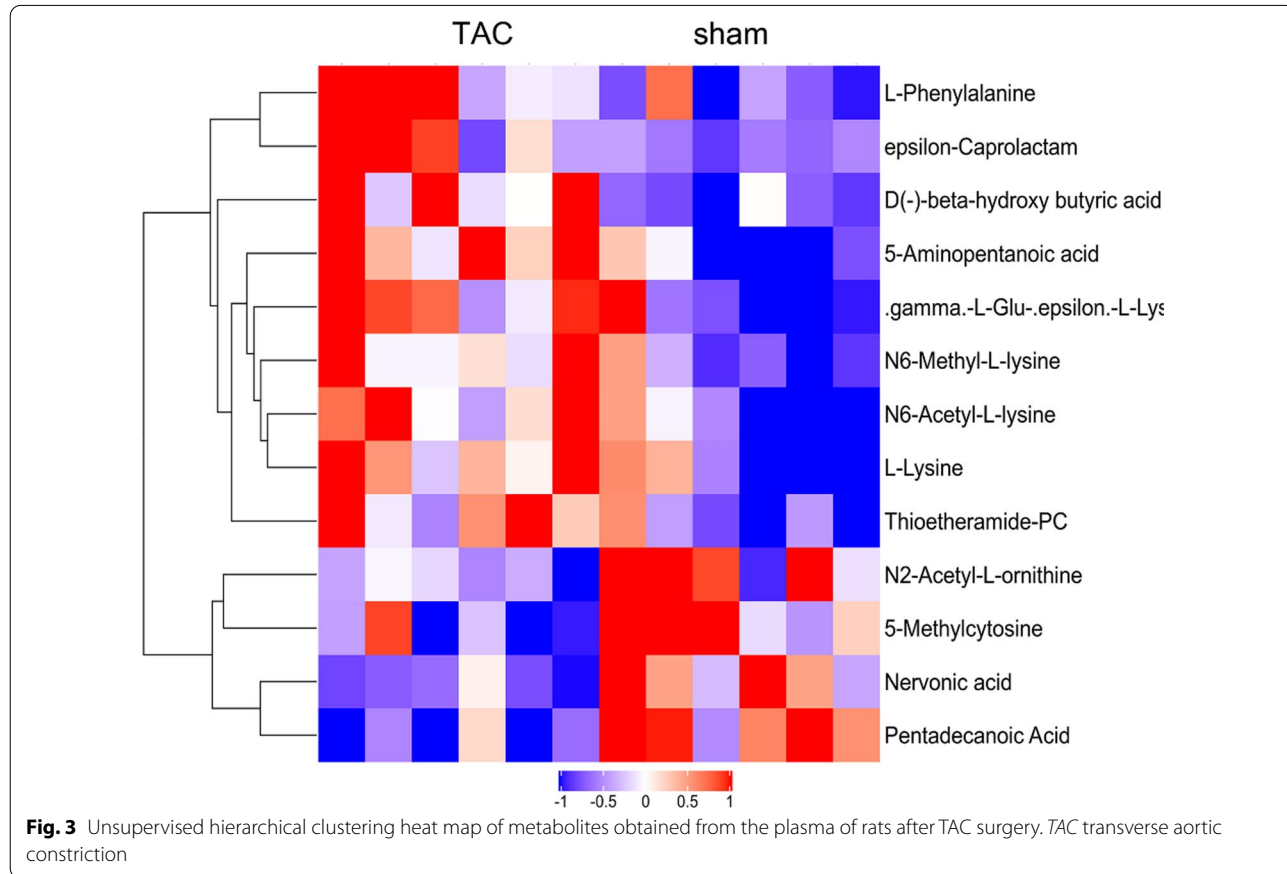 TAC sham
L-Phenylalanine
epsilon-Caprolactam
D(-)-beta-hydroxy butyric acid
5-Aminopentanoic acid
.gamma.-L-Glu-.epsilon.-L-Lys
N6-Methyl-L-lysine
N6-Acetyl-L-lysine
L-Lysine
Thioetheramide-PC
N2-Acetyl-L-ornithine
5-Methylcytosine
Nervonic acid
Pentadecanoic Acid
-1 -0.5 0 0.5 1
Fig. 3 Unsupervised hierarchical clustering heat map of metabolites obtained from the plasma of rats after TAC surgery. TAC transverse aortic
constriction